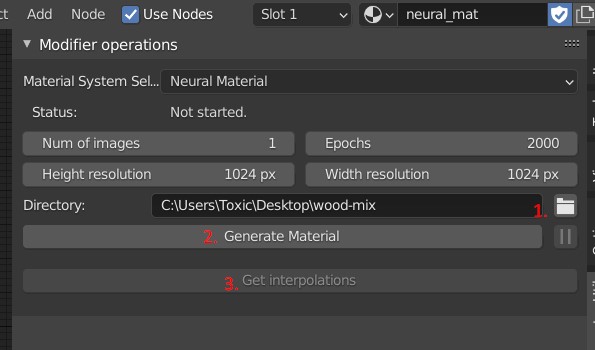 Add Node Use Nodes Slot 1 neural_mat
Modifier operations
Material System Sel... Neural Material
Status: Not started.
Num of images 1 Epochs 2000
Height resolution 1024 px Width resolution 1024 px
Directory: C:\Users\Toxic\Desktop\wood-mix 1.
2. Generate Material
3. Get interpolations